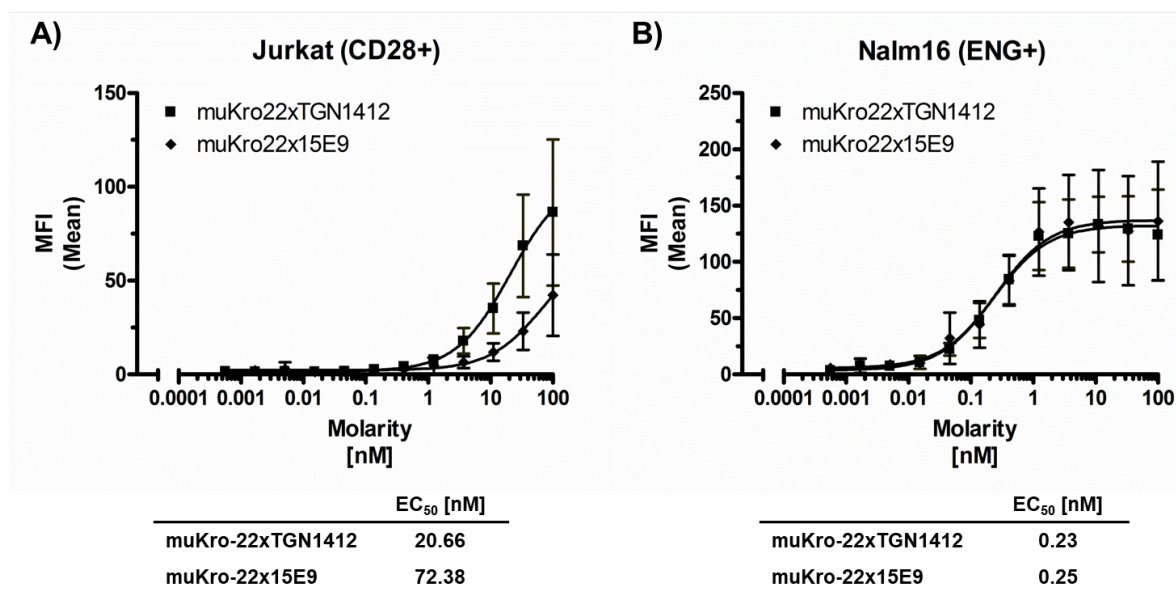 A)
Jurkat (CD28+)
150
100
50
0
MFI
(Mean)
muKro22xTGN1412
muKro22x15E9
0.0001 0.001 0.01 0.1 1 10 100
Molarity
[nM]
EC50 [nM]
muKro-22xTGN1412 20.66
muKro-22x15E9 72.38
B)
Nalm16 (ENG+)
250
200
150
100
50
0
MFI
(Mean)
muKro22xTGN1412
muKro22x15E9
0.0001 0.001 0.01 0.1 1 10 100
Molarity
[nM]
EC50 [nM]
muKro-22xTGN1412 0.23
muKro-22x15E9 0.25